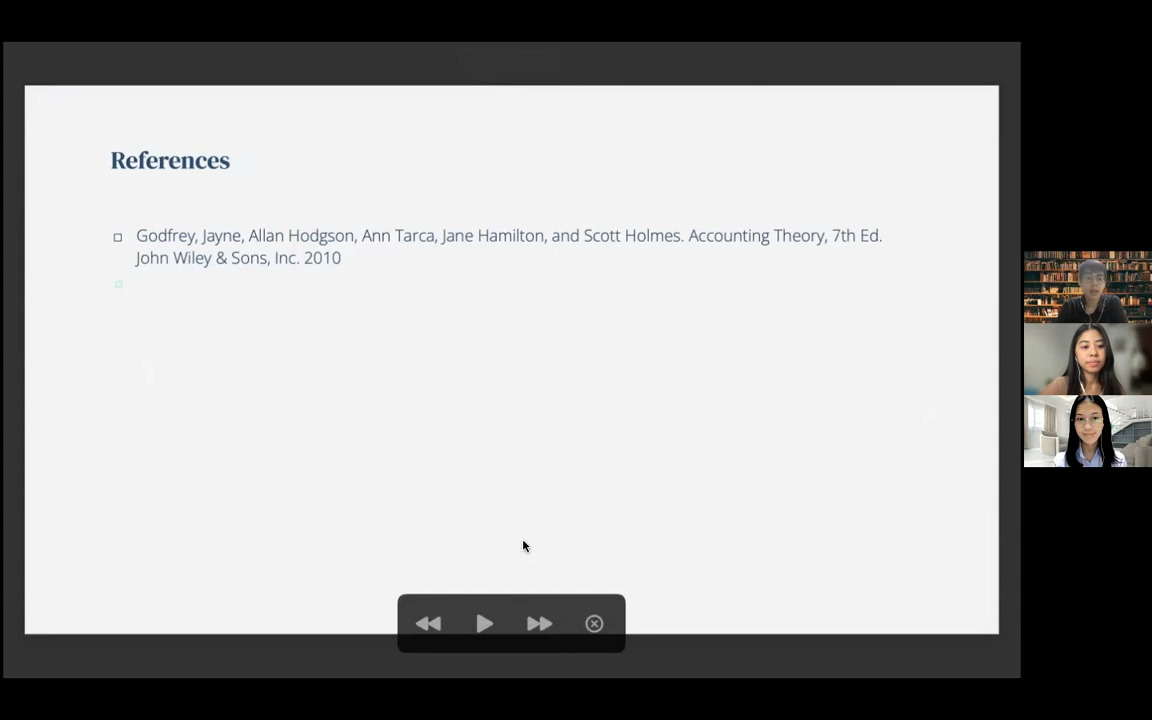 References
Godfrey, Jayne, Allan Hodgson, Ann Tarca, Jane Hamilton, and Scott Holmes. Accounting Theory, 7th Ed.
John Wiley & Sons, Inc. 2010